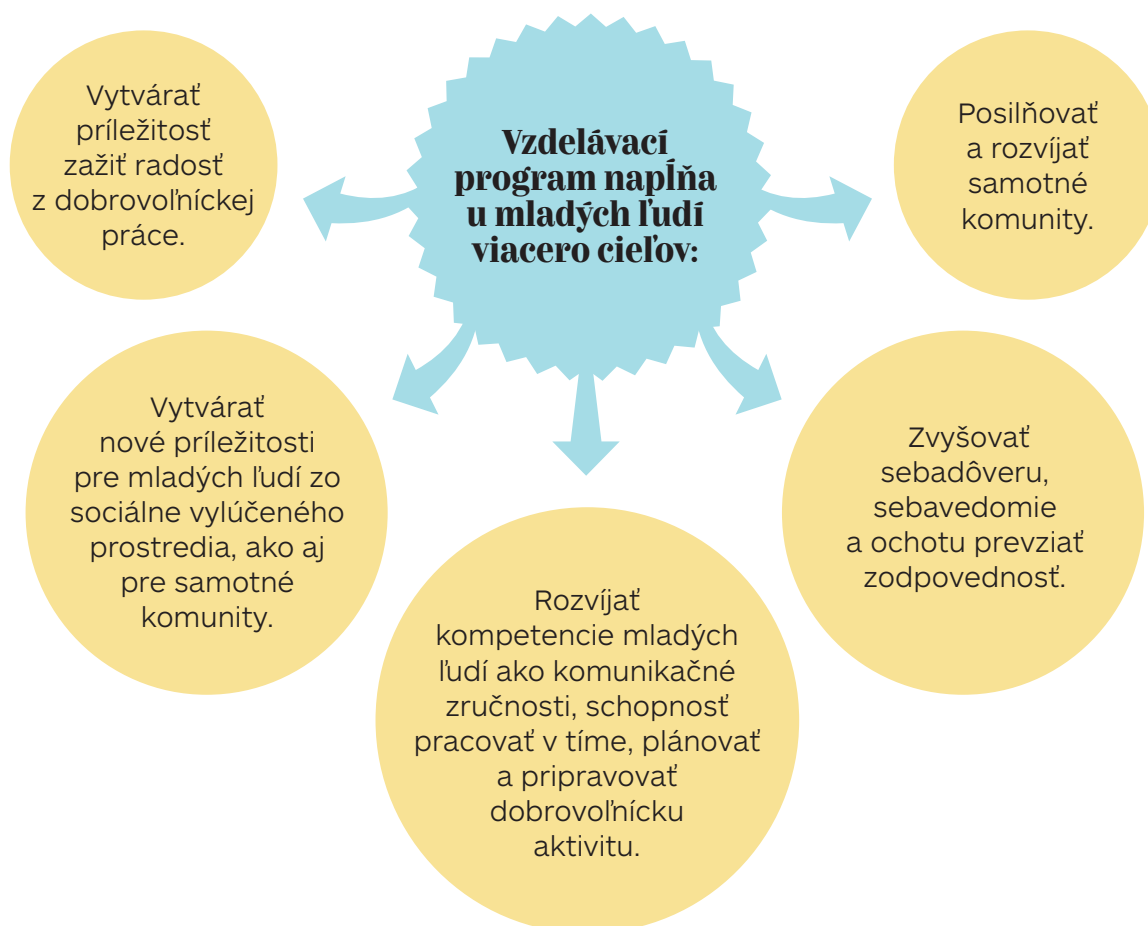 Vzdelávací
program napĺňa
u mladých ľudí
viacero cieľov:
Vytvárať
príležitosť
zažiť radosť
z dobrovoľníckej
práce.
Vytvárať
nové príležitosti
pre mladých ľudí zo
sociálne vylúčeného
prostredia, ako aj
pre samotné
komunity.
Rozvíjať
kompetencie mladých
ľudí ako komunikačné
zručnosti, schopnosť
pracovať v tíme, plánovať
a pripravovať
dobrovoľnícku
aktivitu.
Zvyšovať
sebadôveru,
sebavedomie
a ochotu prevziať
zodpovednosť.
Posilňovať
a rozvíjať
samotné
komunity.